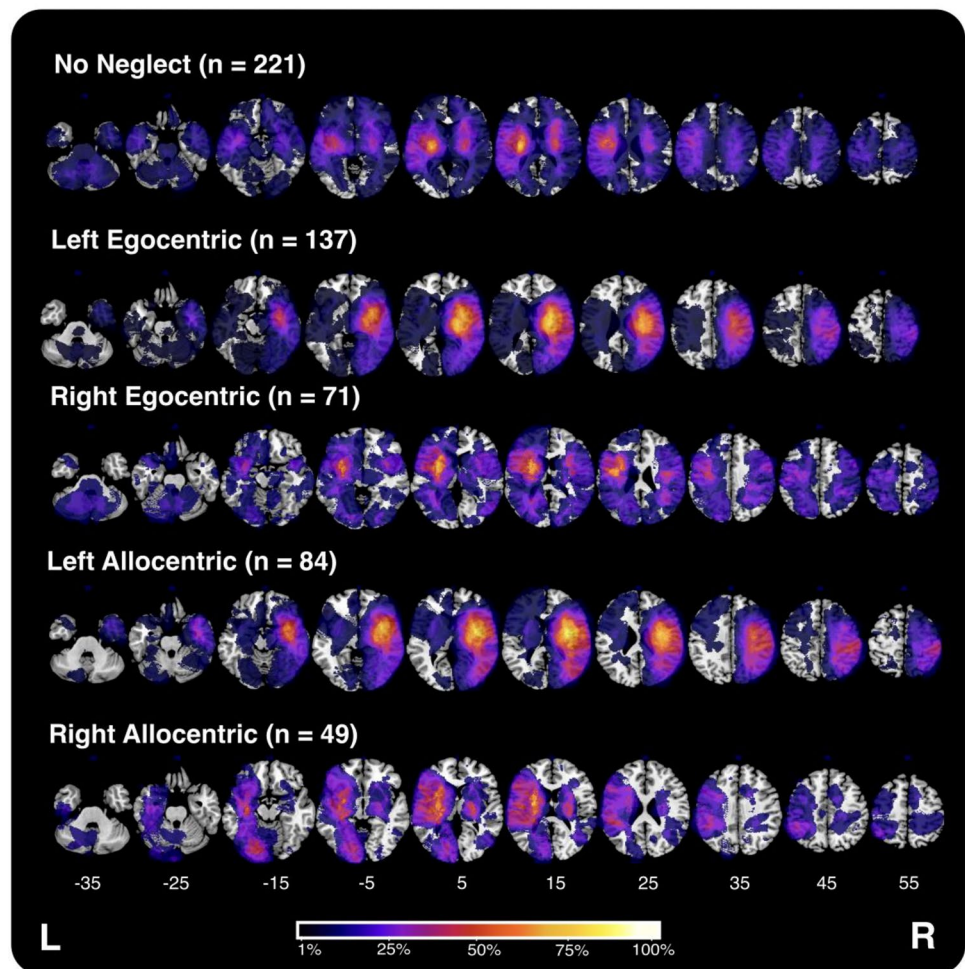 No Neglect (n = 221)
Left Egocentric (n = 137)
Right Egocentric (n = 71)
Left Allocentric (n = 84)
Right Allocentric (n = 49)
-35 -25 -15 -5 5 15 25 35 45 55
L R
1% 25% 50% 75% 100%